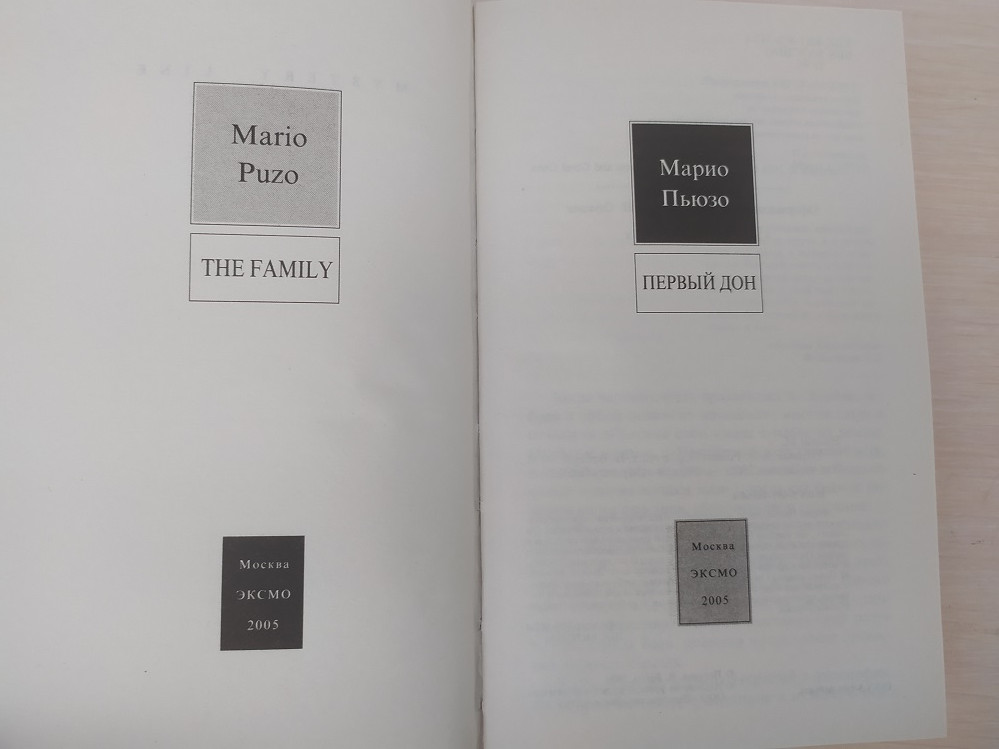 Mario
Puzo
THE FAMILY
Москва
ЭКСМО
2005
Марио
Пьюзо
ПЕРВЫЙ ДОН
Москва
ЭКСМО
2005